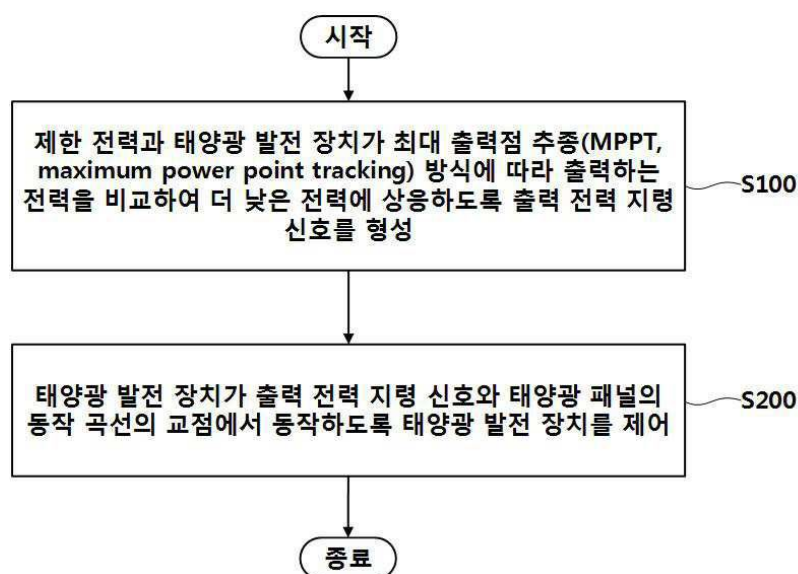 시작
제한 전력과 태양광 발전 장치가 최대 출력점 추종(MPPT,
maximum power point tracking) 방식에 따라 출력하는
전력을 비교하여 더 낮은 전력에 상응하도록 출력 전력 지령
신호를 형성
S100
태양광 발전 장치가 출력 전력 지령 신호와 태양광 패널의
동작 곡선의 교점에서 동작하도록 태양광 발전 장치를 제어
S200
종료